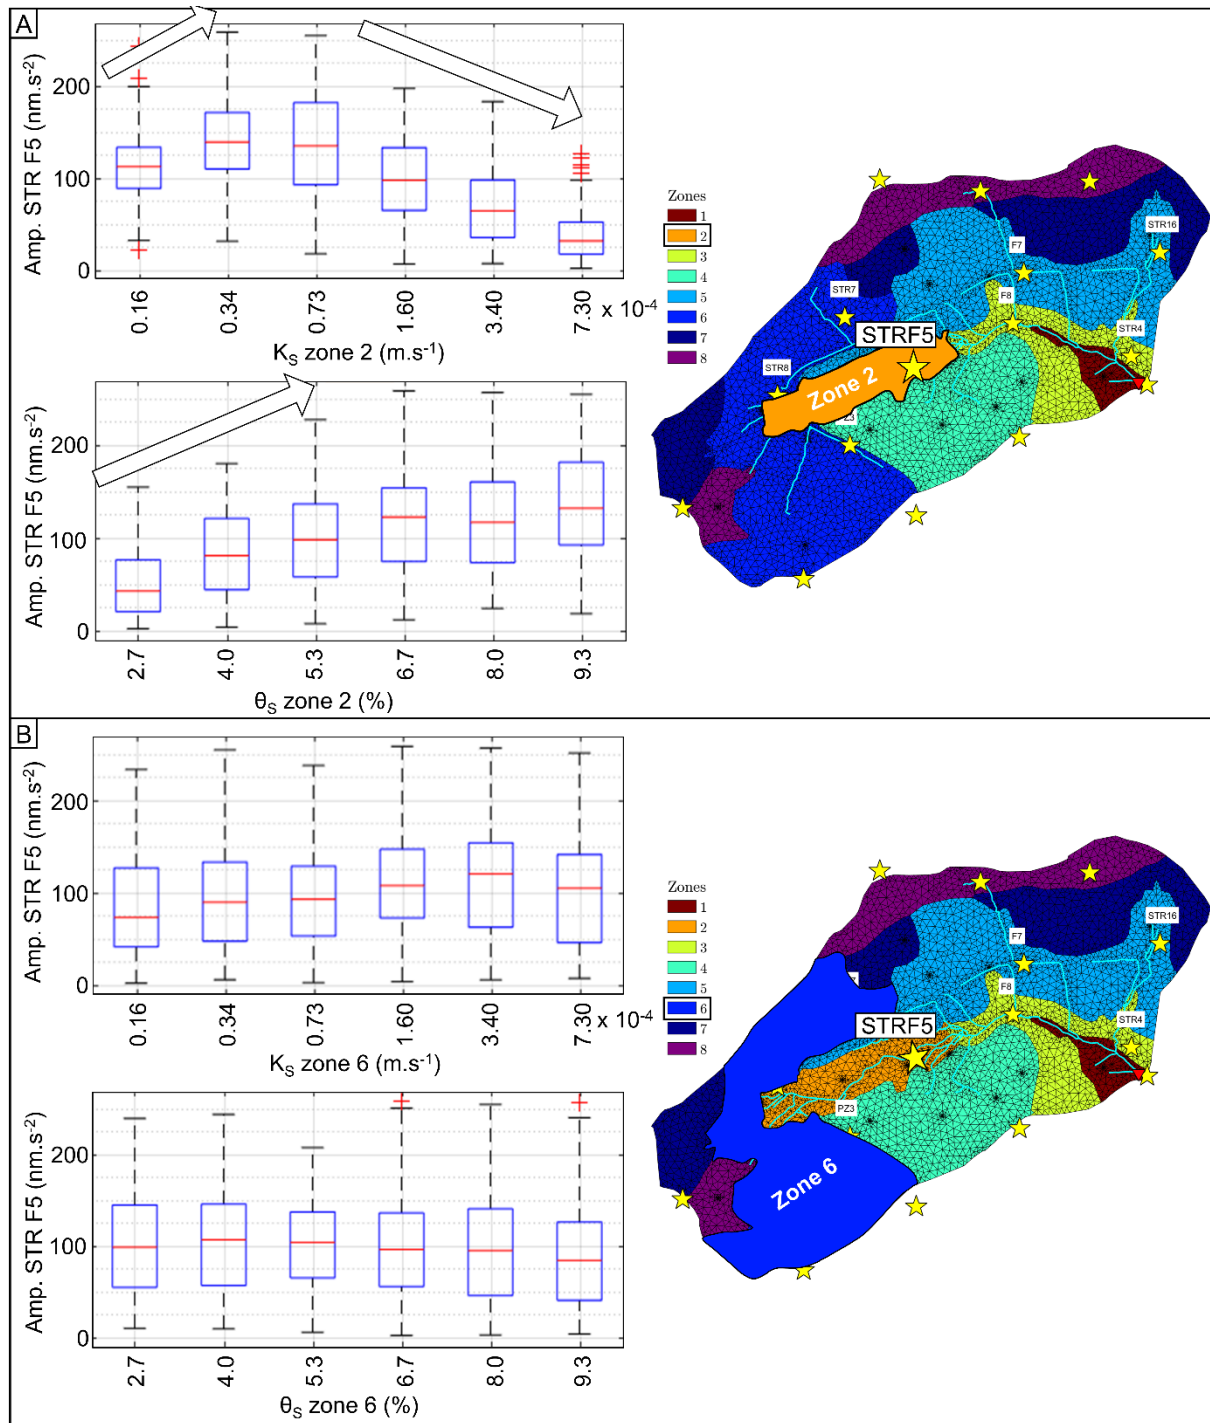 A
Amp. STR F5 (nm.s⁻²)
200
100
0
0.16
0.34
0.73
1.60
3.40
7.30
x 10⁻⁴
K_S zone 2 (m.s⁻¹)
Amp. STR F5 (nm.s⁻²)
200
100
0
2.7
4.0
5.3
6.7
8.0
9.3
θ_S zone 2 (%)
Zones
1
2
3
4
5
6
7
8
STR16
F7
STR7
F8
STRF5
STR4
STR8
Zone 2
Z3
B
Amp. STR F5 (nm.s⁻²)
200
100
0
0.16
0.34
0.73
1.60
3.40
7.30
x 10⁻⁴
K_S zone 6 (m.s⁻¹)
Amp. STR F5 (nm.s⁻²)
200
100
0
2.7
4.0
5.3
6.7
8.0
9.3
θ_S zone 6 (%)
Zones
1
2
3
4
5
6
7
8
STR16
F7
F8
STRF5
STR4
PZ3
Zone 6